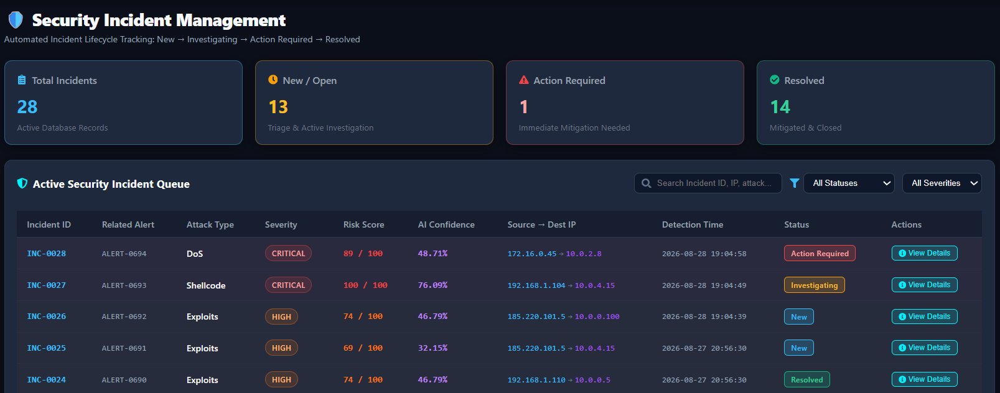 Security Incident Management
Automated Incident Lifecycle Tracking: New → Investigating → Action Required → Resolved
Total Incidents
28
Active Database Records
New / Open
13
Triage & Active Investigation
Action Required
1
Immediate Mitigation Needed
Resolved
14
Mitigated & Closed
Active Security Incident Queue
Search Incident ID, IP, attack... All Statuses All Severities
Incident ID Related Alert Attack Type Severity Risk Score AI Confidence Source → Dest IP Detection Time Status Actions
INC-0028 ALERT-0694 DoS CRITICAL 89 / 100 48.71% 172.16.0.45 → 10.0.2.8 2026-08-28 19:04:58 Action Required View Details
INC-0027 ALERT-0693 Shellcode CRITICAL 100 / 100 76.09% 192.168.1.104 → 10.0.4.15 2026-08-28 19:04:49 Investigating View Details
INC-0026 ALERT-0692 Exploits HIGH 74 / 100 46.79% 185.220.101.5 → 10.0.0.100 2026-08-28 19:04:39 New View Details
INC-0025 ALERT-0691 Exploits HIGH 69 / 100 32.15% 185.220.101.5 → 10.0.4.15 2026-08-27 20:56:30 New View Details
INC-0024 ALERT-0690 Exploits HIGH 74 / 100 46.79% 192.168.1.110 → 10.0.0.5 2026-08-27 20:56:30 Resolved View Details